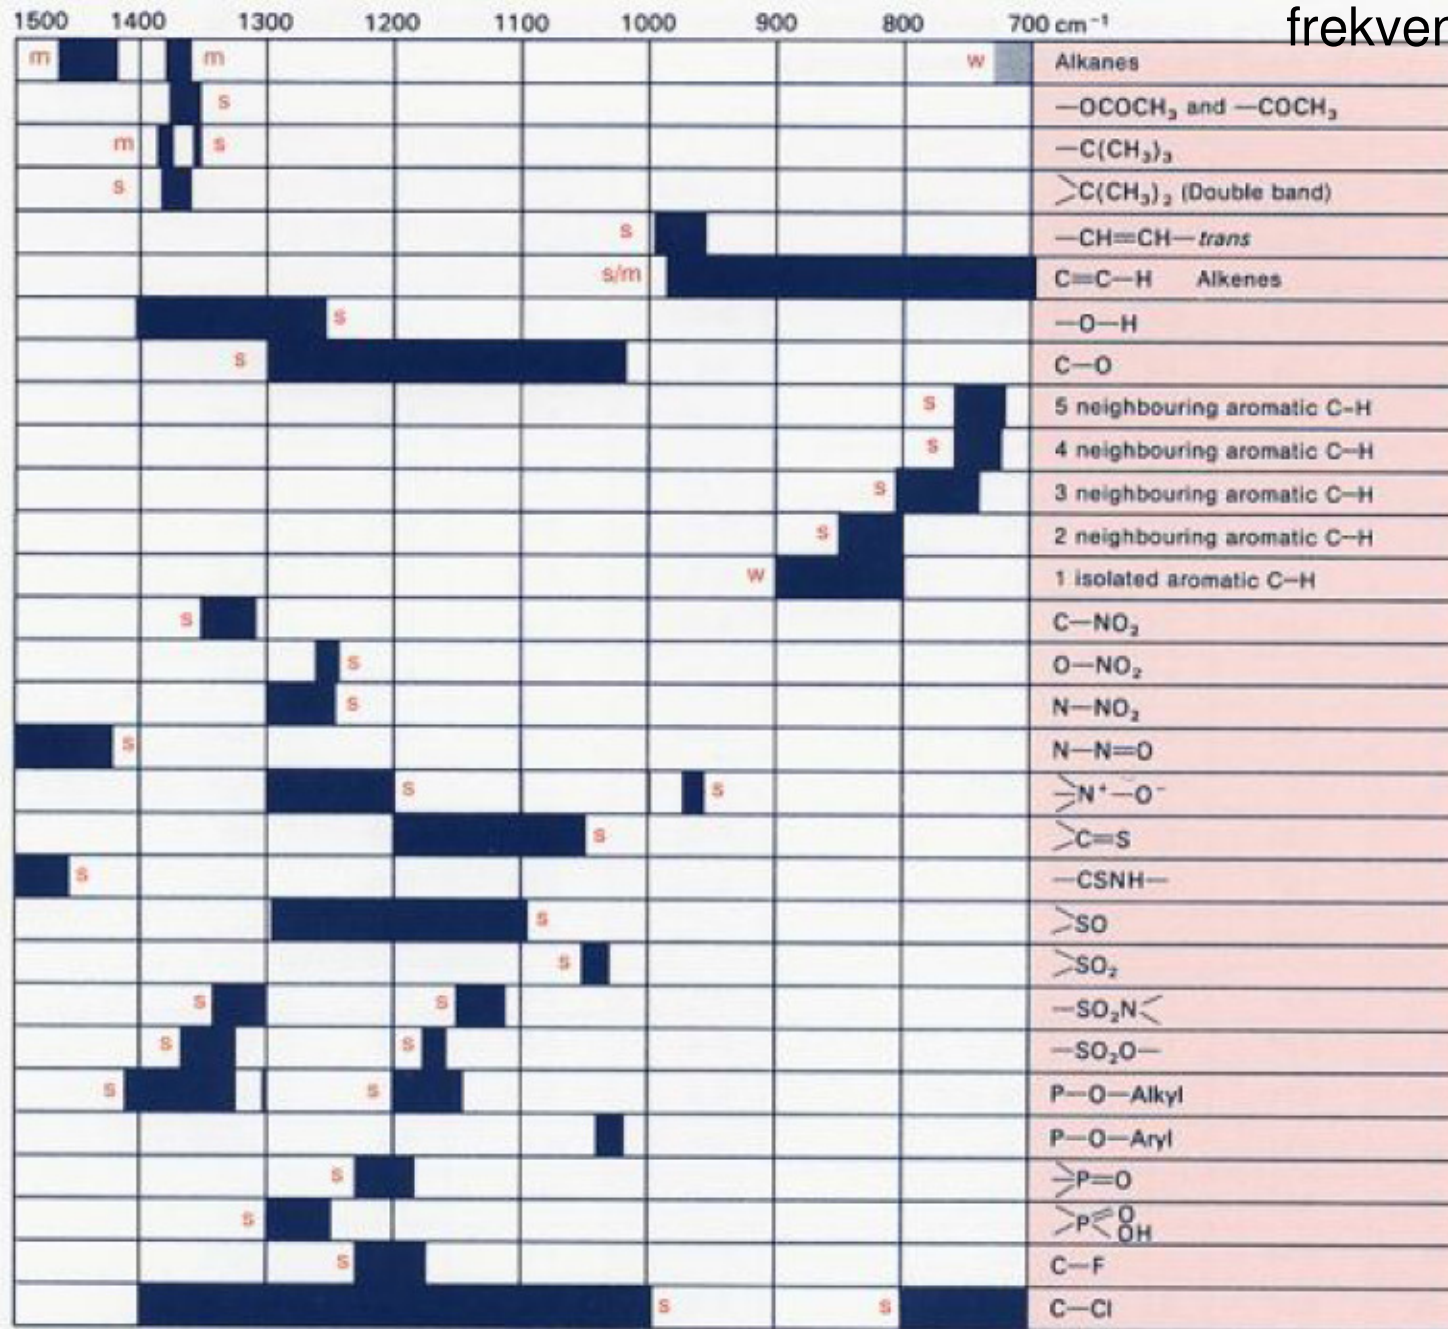 1500 1400 1300 1200 1100 1000 900 800 700 cm⁻¹
frekver
m m w Alkanes
s —OCOCH₃ and —COCH₃
m s —C(CH₃)₃
s >C(CH₃)₂ (Double band)
s —CH=CH—trans
s/m C=C—H Alkenes
s —O—H
s C—O
s 5 neighbouring aromatic C-H
s 4 neighbouring aromatic C—H
s 3 neighbouring aromatic C—H
s 2 neighbouring aromatic C—H
w 1 isolated aromatic C—H
s C—NO₂
s O—NO₂
s N—NO₂
s N—N=O
s s N⁺—O⁻
s >C=S
s —CSNH—
s >SO
s >SO₂
s s —SO₂N<
s s —SO₂O—
s s P—O—Alkyl
P—O—Aryl
s P=O
s >P=O
OH
s C—F
s s C—Cl